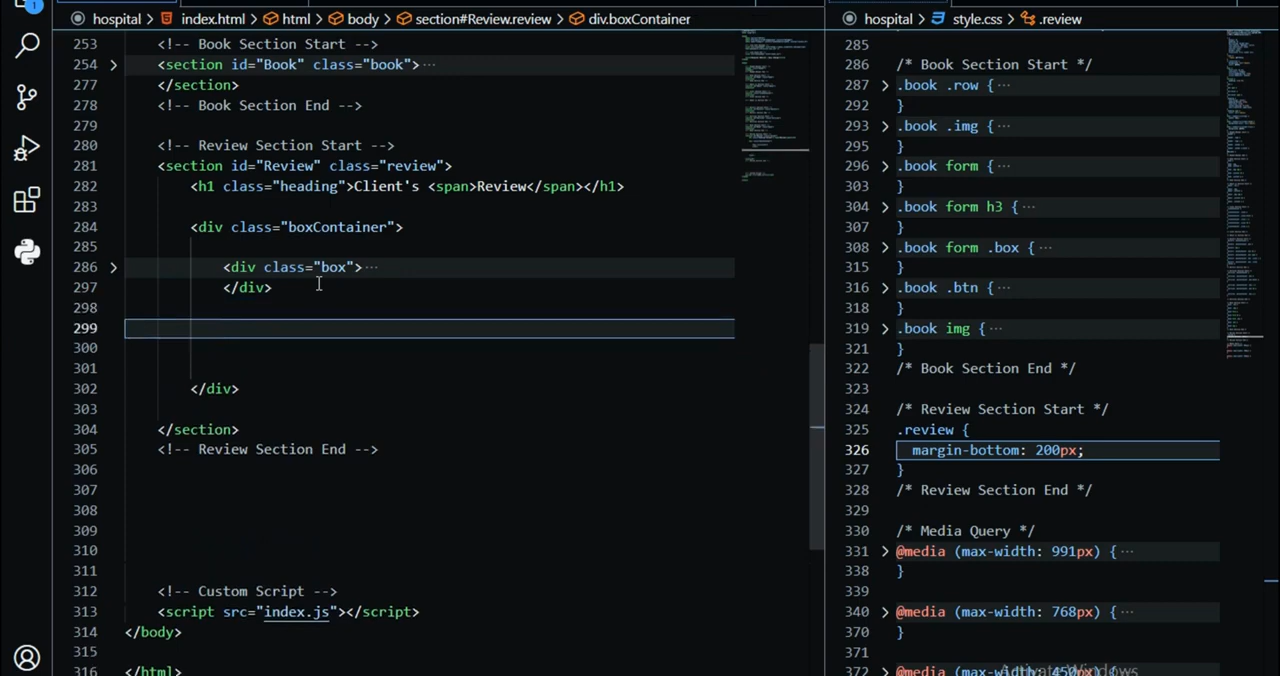 1
hospital > index.html > html > body > section#Review.review > div.boxContainer
253 <!-- Book Section Start -->
254 <section id="Book" class="book"> ...
277 </section>
278 <!-- Book Section End -->
279
280 <!-- Review Section Start -->
281 <section id="Review" class="review">
282 <h1 class="heading">Client's <span>Review</span></h1>
283
284 <div class="boxContainer">
285
286 <div class="box"> ...
297 </div>
298
299
300
301
302 </div>
303
304 </section>
305 <!-- Review Section End -->
306
307
308
309
310
311
312 <!-- Custom Script -->
313 <script src="index.js"></script>
314 </body>
315
316 </html>
hospital > style.css > .review
285
286 /* Book Section Start */
287 .book .row { ...
292 }
293 .book .img { ...
295 }
296 .book form { ...
303 }
304 .book form h3 { ...
307 }
308 .book form .box { ...
315 }
316 .book .btn { ...
318 }
319 .book img { ...
321 }
322 /* Book Section End */
323
324 /* Review Section Start */
325 .review {
326 margin-bottom: 200px;
327 }
328 /* Review Section End */
329
330 /* Media Query */
331 @media (max-width: 991px) { ...
338 }
339
340 @media (max-width: 768px) { ...
370 }
371
372 @media (max-width: 450px) { ...
Activate Windows